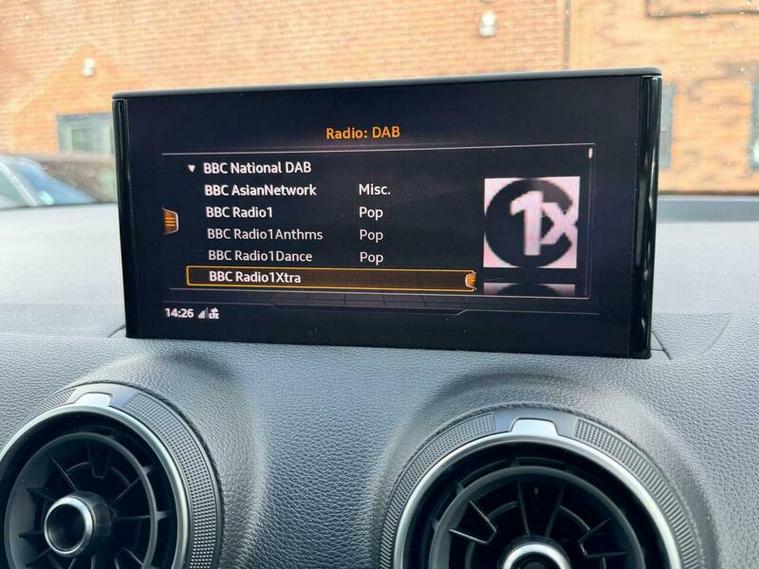 Radio: DAB
BBC National DAB
BBC AsianNetwork Misc.
BBC Radio1 Pop
BBC Radio1Anthms Pop
BBC Radio1Dance Pop
BBC Radio1Xtra
1x
14:26